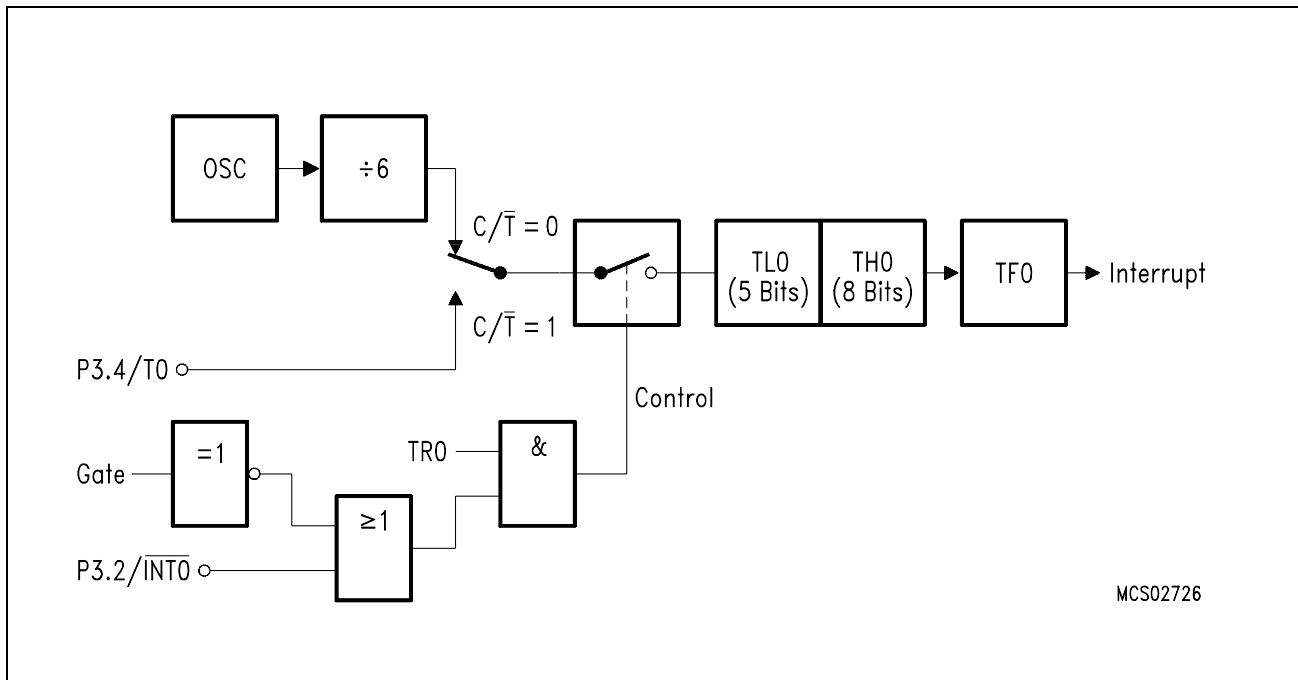 OSC
÷6
C/T̅ = 0
C/T̅ = 1
P3.4/T0
TL0
(5 Bits)
TH0
(8 Bits)
TF0
Interrupt
Control
Gate
=1
TR0
&
≥1
P3.2/I̅N̅T̅0̅
MCS02726